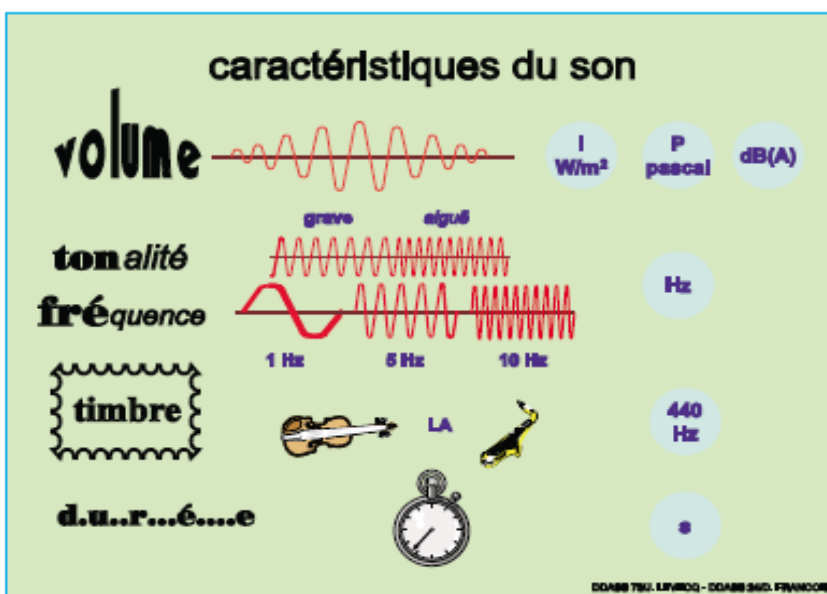 caractéristiques du son
volume
I
W/m²
P
pascal
dB(A)
grave aiguë
tonalité
fréquence
Hz
1 Hz 5 Hz 10 Hz
timbre
LA
440
Hz
d.u..r...é....e
s